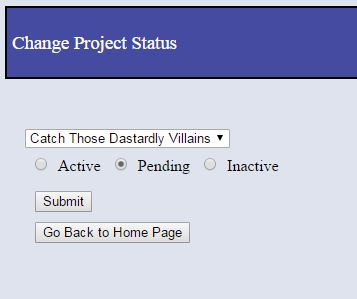 Change Project Status
Catch Those Dastardly Villains
Active Pending Inactive
Submit
Go Back to Home Page